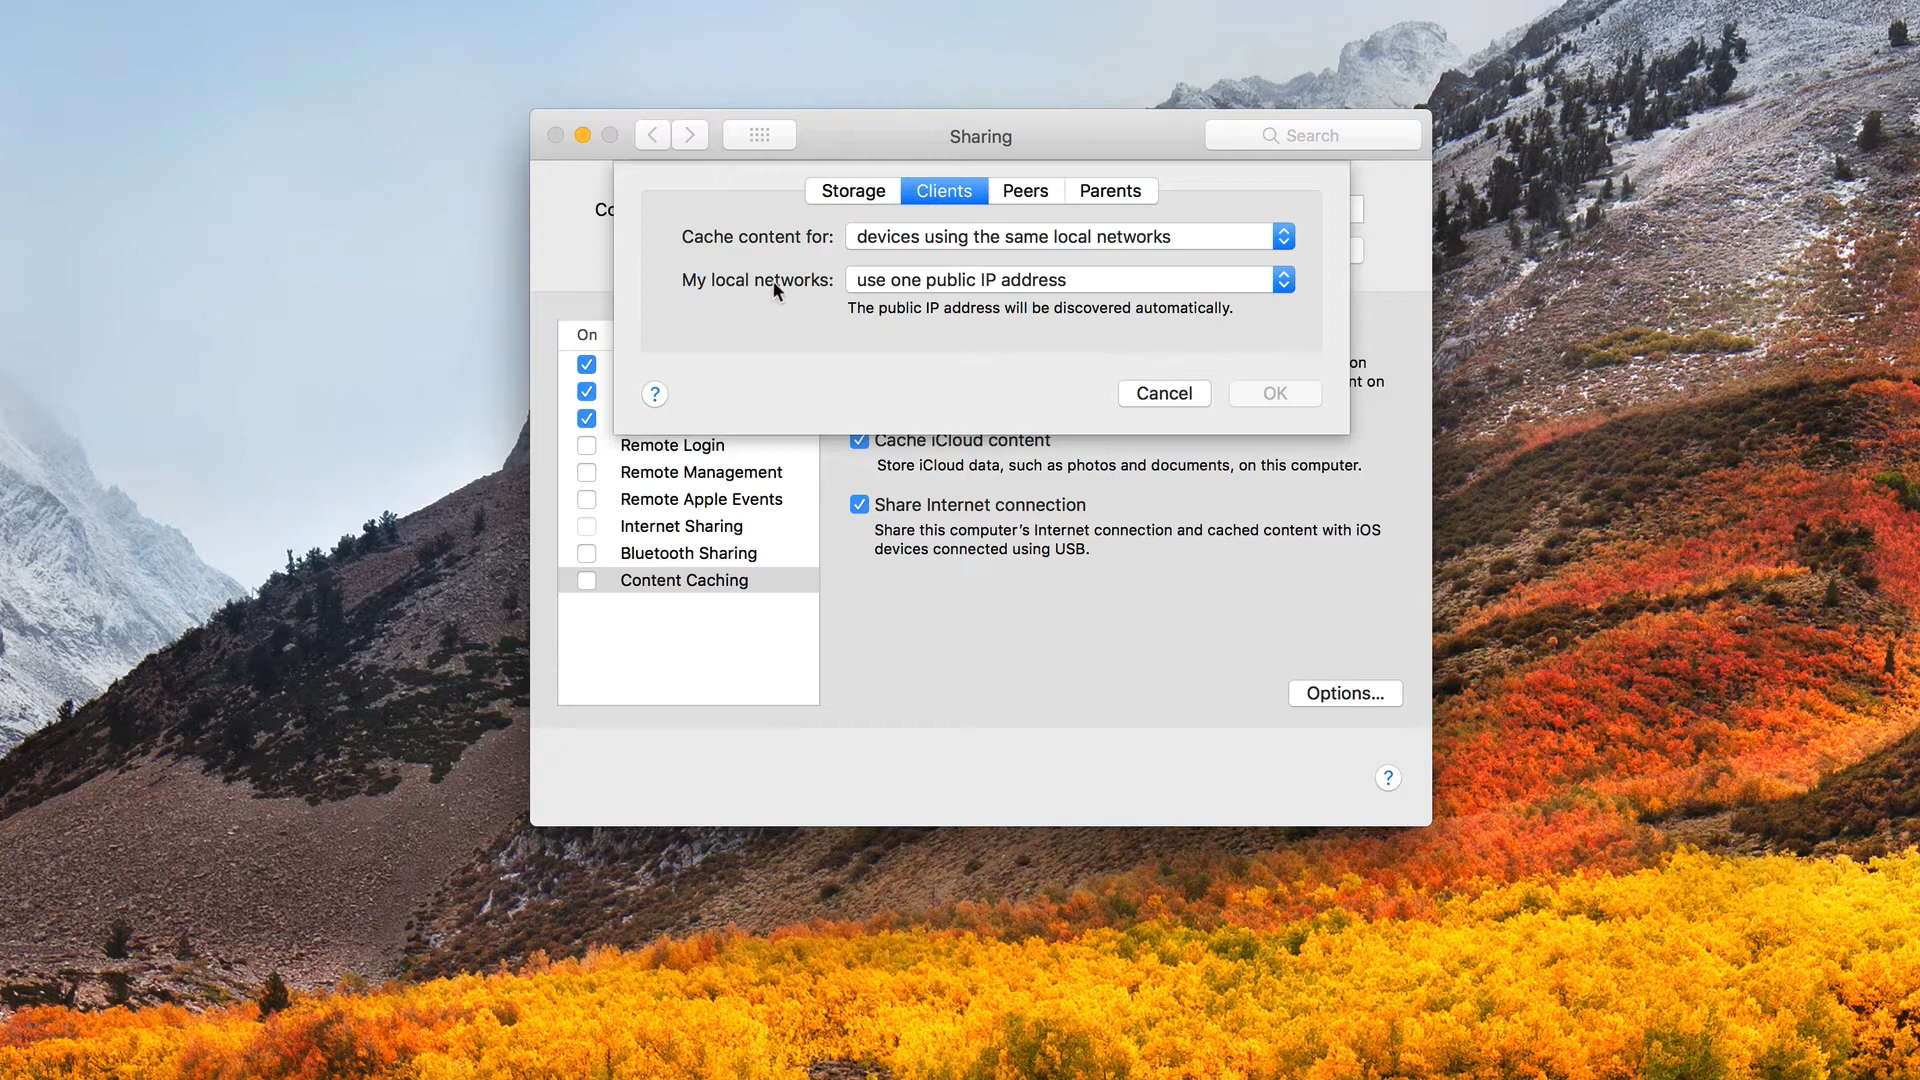 Sharing
Search
Storage
Clients
Peers
Parents
Co
Cache content for:
devices using the same local networks
My local networks:
use one public IP address
The public IP address will be discovered automatically.
On
on
nt on
?
Cancel
OK
Cache iCloud content
Store iCloud data, such as photos and documents, on this computer.
Share Internet connection
Share this computer's Internet connection and cached content with iOS
devices connected using USB.
Remote Login
Remote Management
Remote Apple Events
Internet Sharing
Bluetooth Sharing
Content Caching
Options...
?